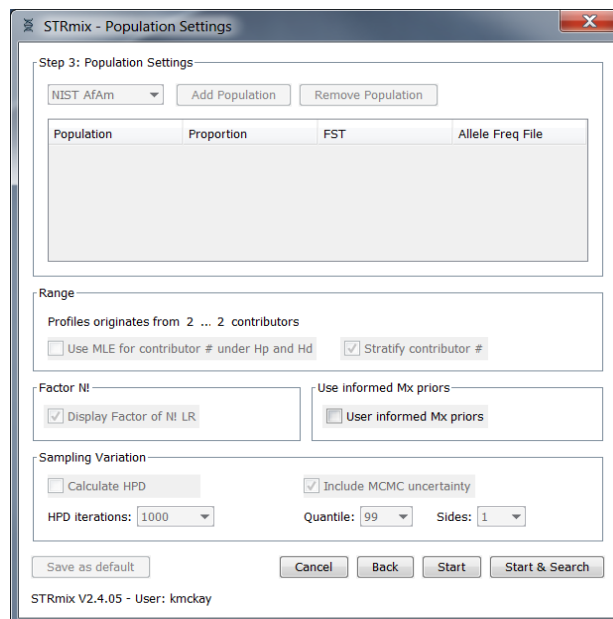 STRmix - Population Settings
Step 3: Population Settings
NIST AfAm Add Population Remove Population
Population Proportion FST Allele Freq File
Range
Profiles originates from 2 ... 2 contributors
Use MLE for contributor # under Hp and Hd Stratify contributor #
Factor N! Use informed Mx priors
Display Factor of N! LR User informed Mx priors
Sampling Variation
Calculate HPD Include MCMC uncertainty
HPD iterations: 1000 Quantile: 99 Sides: 1
Save as default Cancel Back Start Start & Search
STRmix V2.4.05 - User: kmckay